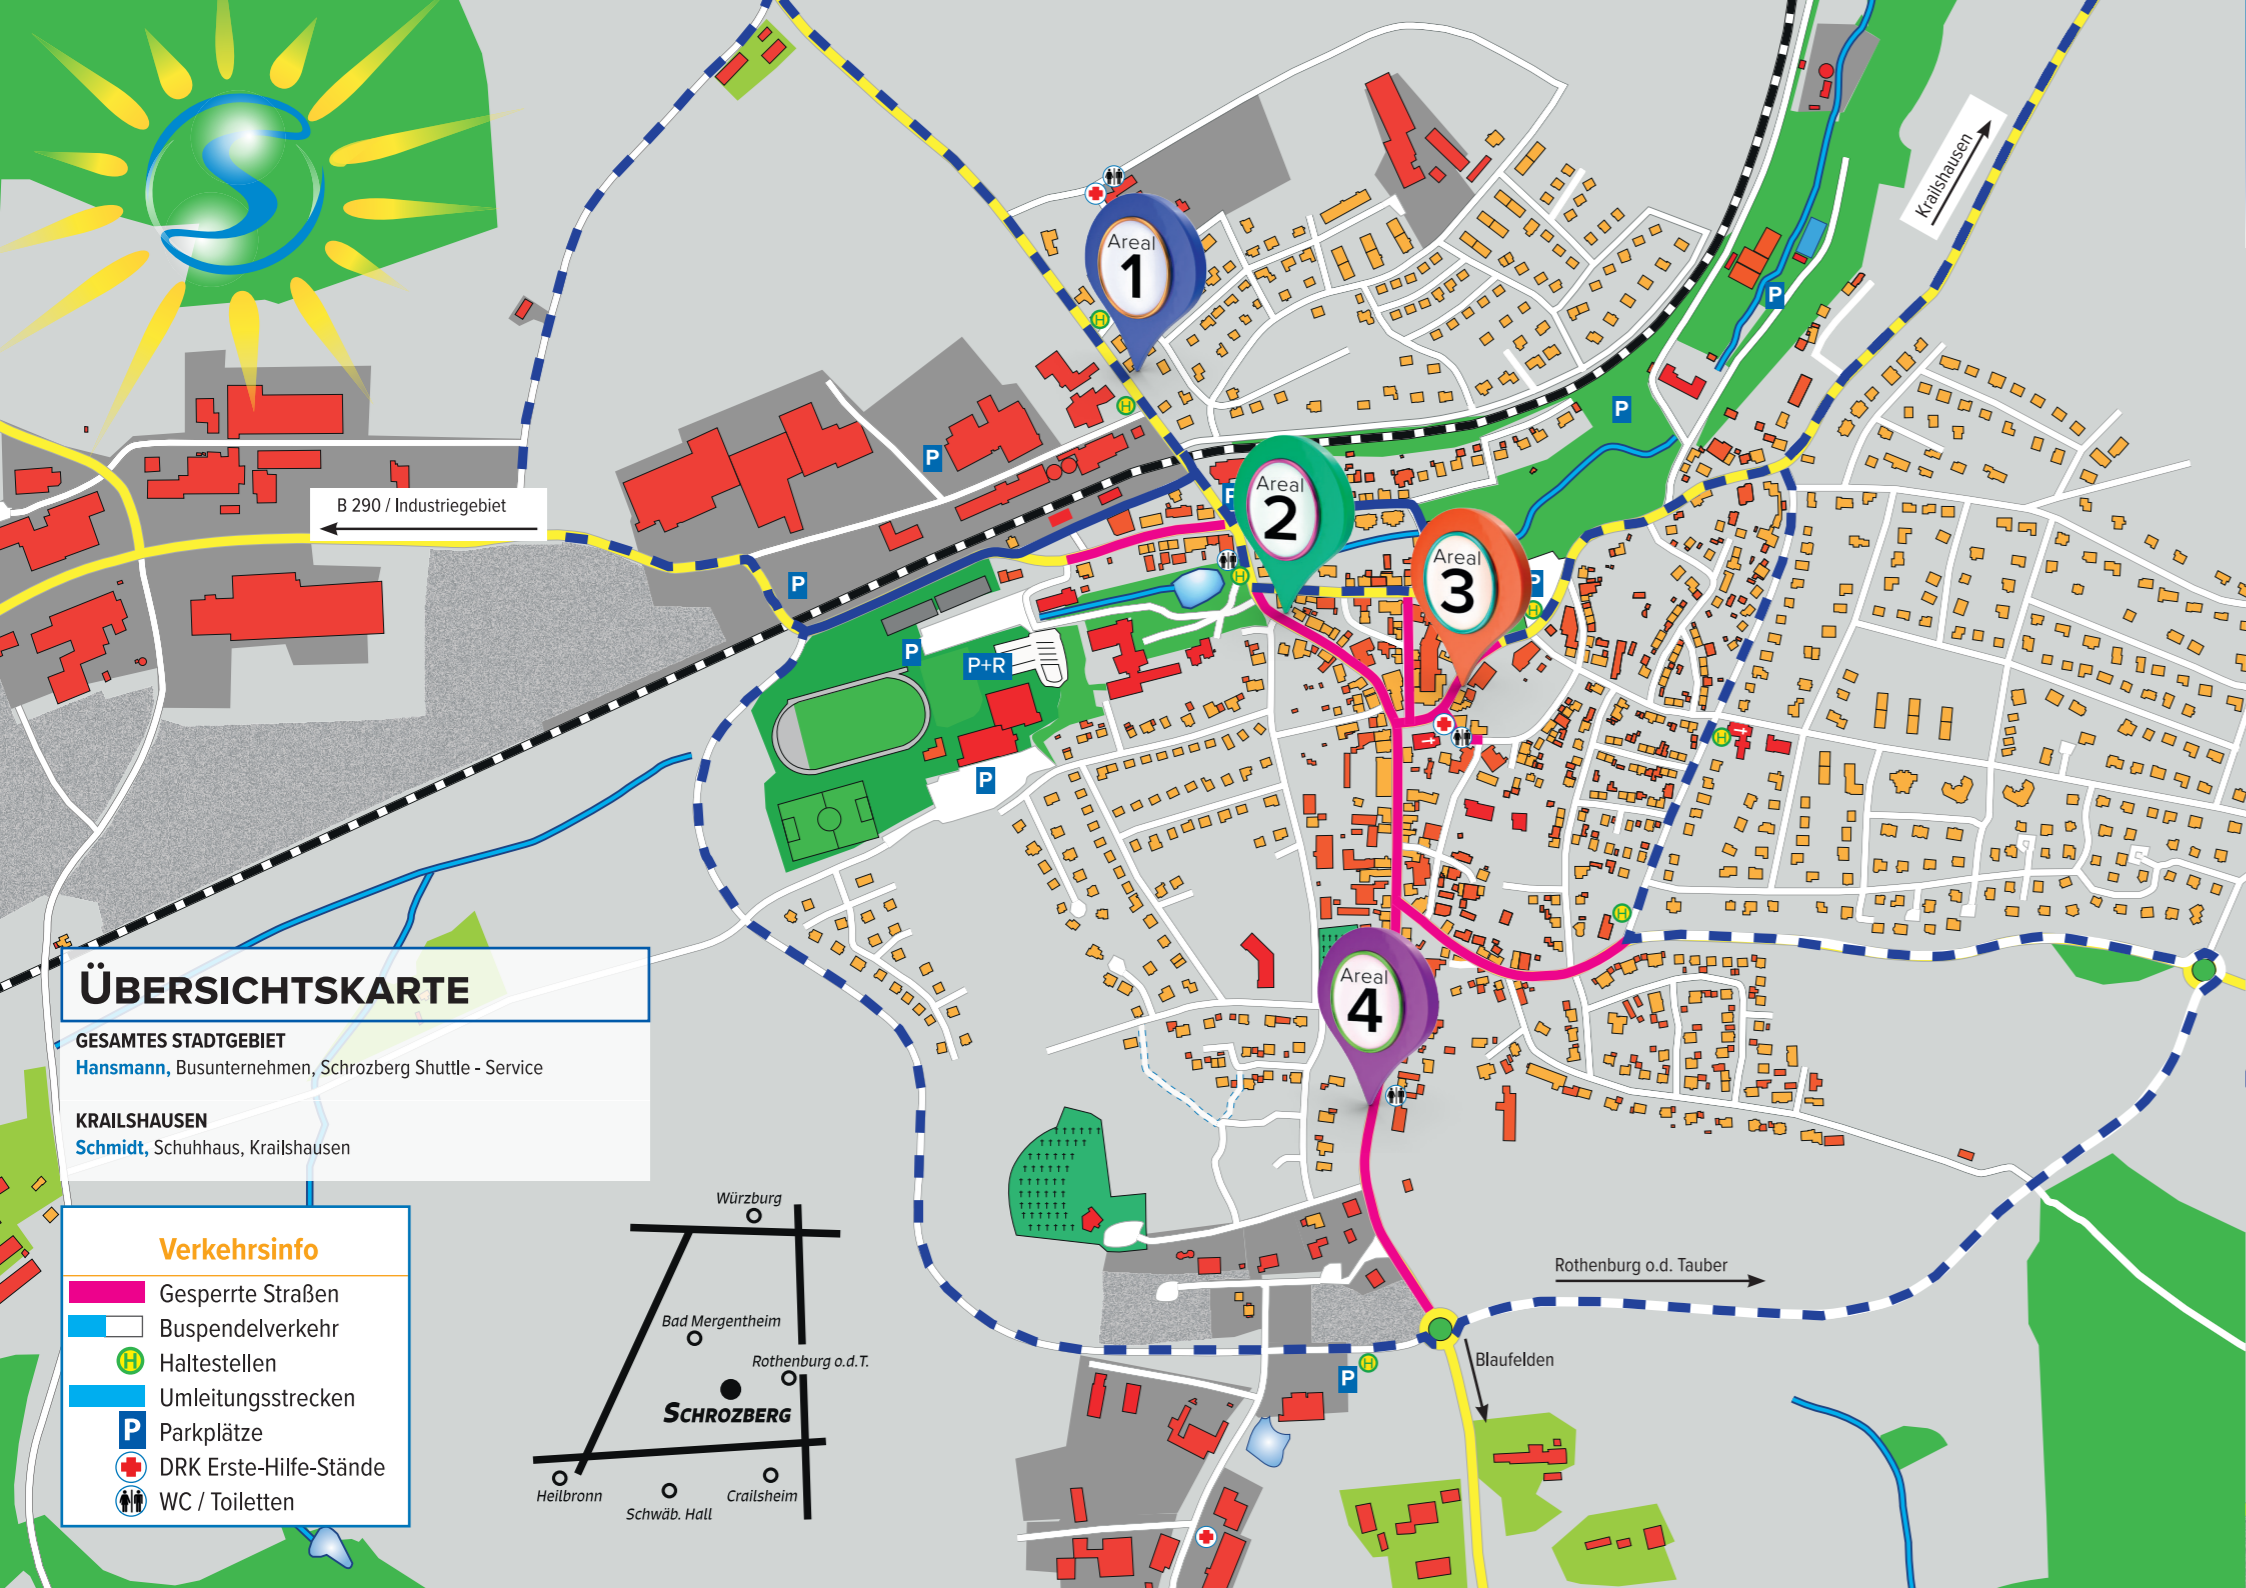 Krailshausen
Areal
1
H
P
H
P
B 290 / Industriegebiet
P
P
Areal
2
P
Areal
3
H
P
H
P
P
P+R
P
H
H
ÜBERSICHTSKARTE
GESAMTES STADTGEBIET
Hansmann, Busunternehmen, Schrozberg Shuttle - Service
KRAILSHAUSEN
Schmidt, Schuhhaus, Krailshausen
Areal
4
Verkehrsinfo
Gesperrte Straßen
Buspendelverkehr
H Haltestellen
Umleitungsstrecken
P Parkplätze
DRK Erste-Hilfe-Stände
WC / Toiletten
Würzburg
Bad Mergentheim
Rothenburg o.d.T.
SCHROZBERG
Heilbronn
Schwäb. Hall
Crailsheim
Rothenburg o.d. Tauber
Blaufelden
P
H